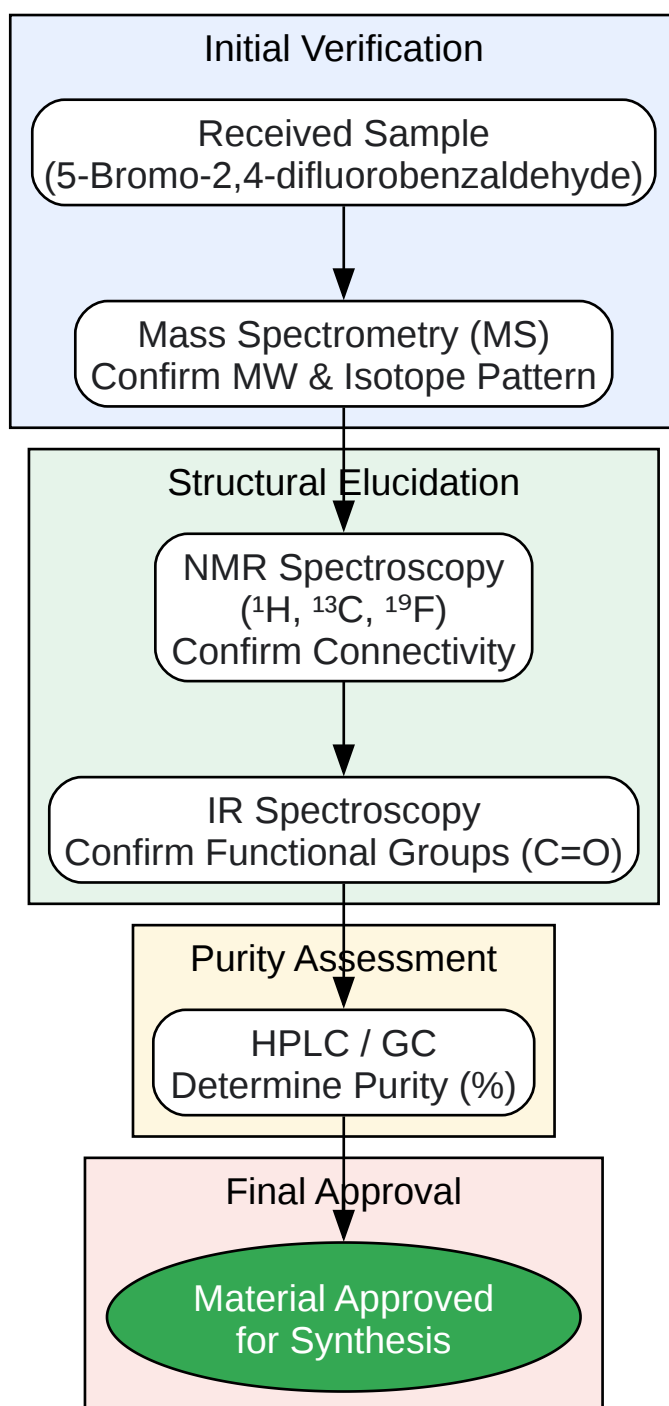 Initial Verification
Received Sample
(5-Bromo-2,4-difluorobenzaldehyde)
Mass Spectrometry (MS)
Confirm MW & Isotope Pattern
Structural Elucidation
NMR Spectroscopy
(¹H, ¹³C, ¹⁹F)
Confirm Connectivity
IR Spectroscopy
Confirm Functional Groups (C=O)
Purity Assessment
HPLC / GC
Determine Purity (%)
Final Approval
Material Approved
for Synthesis